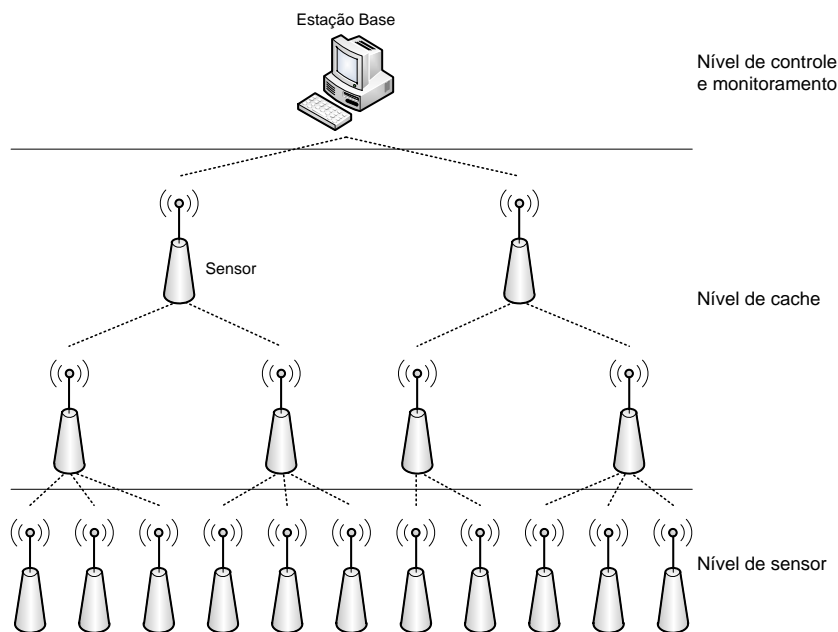 Estação Base
Nível de controle
e monitoramento
Sensor
Nível de cache
Nível de sensor